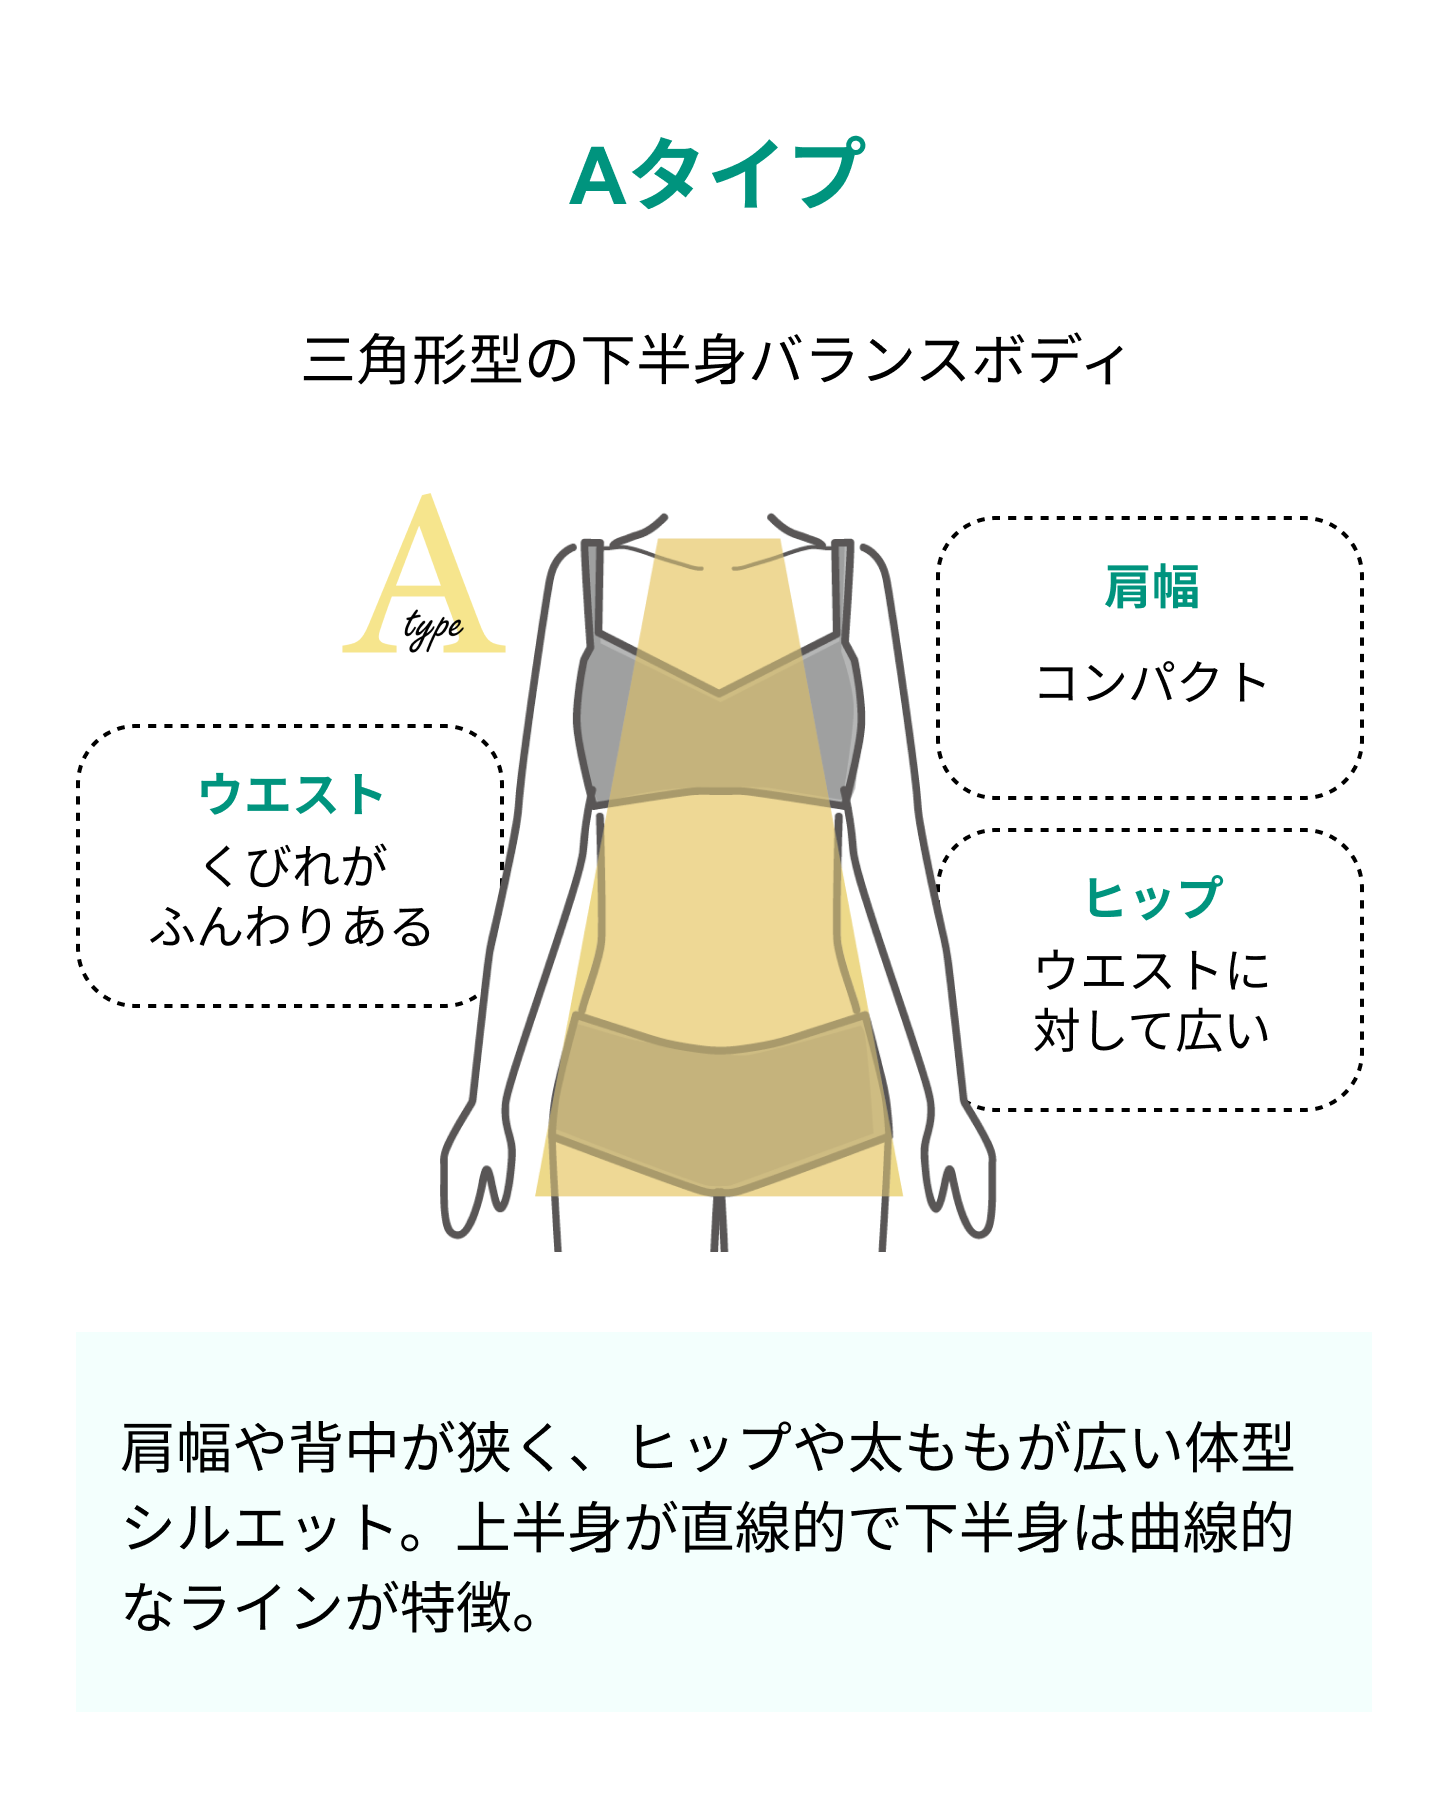 Aタイプ
三角形型の下半身バランスボディ
A
type
肩幅
コンパクト
ウエスト
くびれが
ふんわりある
ヒップ
ウエストに
対して広い
肩幅や背中が狭く、ヒップや太ももが広い体型
シルエット。上半身が直線的で下半身は曲線的
なラインが特徴。